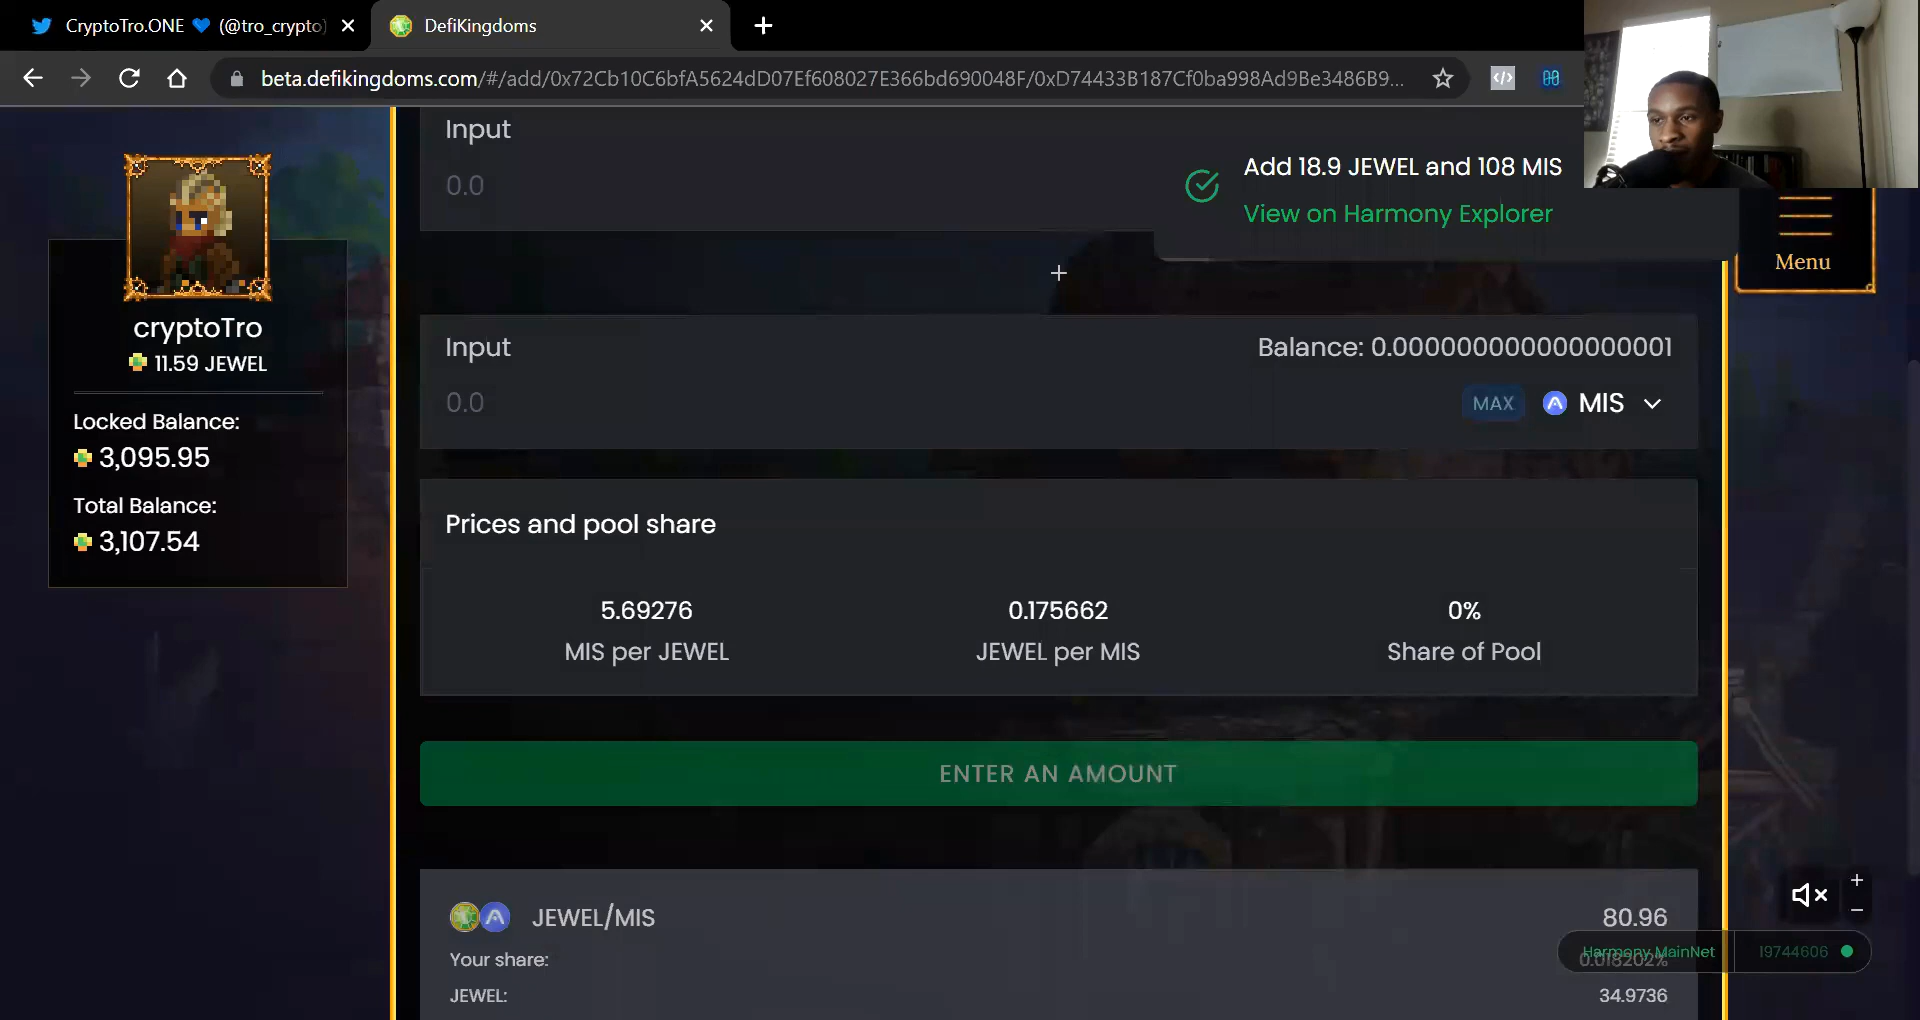 CryptoTro.ONE 💙 (@tro_crypto)
DefiKingdoms
beta.defikingdoms.com/#/add/0x72Cb10C6bfA5624dD07Ef608027E366bd690048F/0xD74433B187Cf0ba998Ad9Be3486B9...
Input
0.0
Add 18.9 JEWEL and 108 MIS
View on Harmony Explorer
Menu
cryptoTro
11.59 JEWEL
Locked Balance:
3,095.95
Total Balance:
3,107.54
Input
Balance: 0.000000000000000001
0.0
MAX
MIS
Prices and pool share
5.69276
MIS per JEWEL
0.175662
JEWEL per MIS
0%
Share of Pool
ENTER AN AMOUNT
JEWEL/MIS
80.96
Your share:
0.018202%
JEWEL:
34.9736
Harmony MainNet
19744606